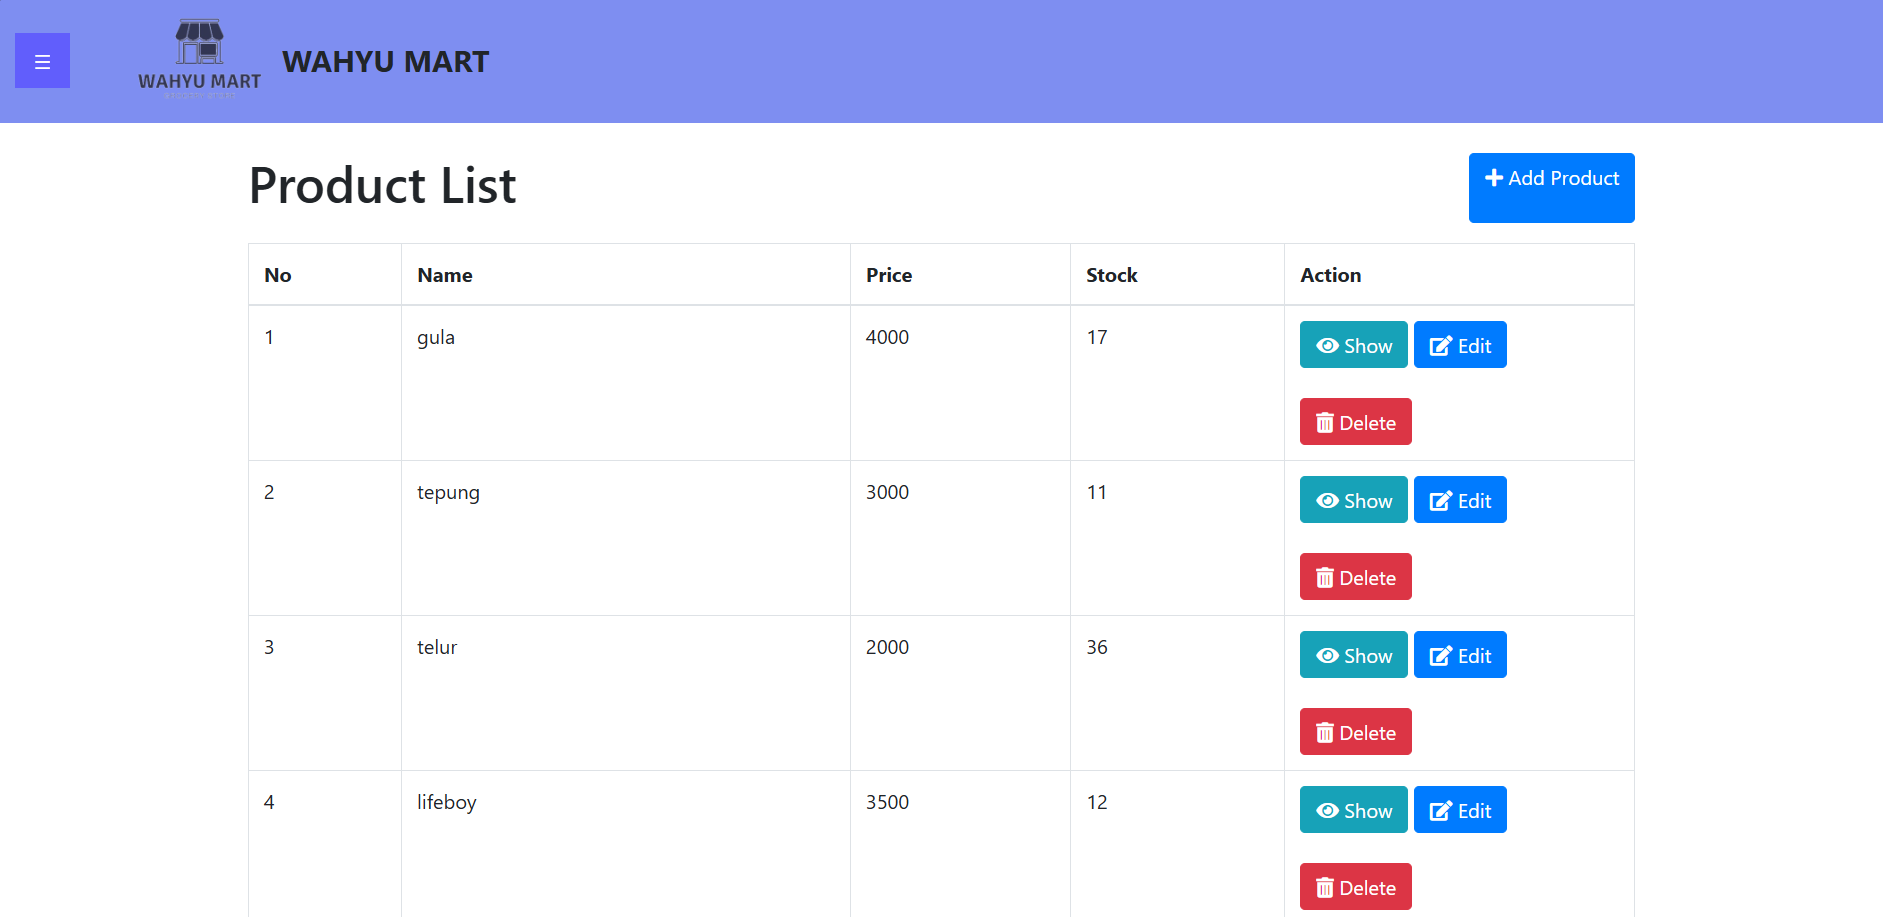 WAHYU MART
WAHYU MART
Product List
Add Product
No Name Price Stock Action
1 gula 4000 17 Show Edit
Delete
2 tepung 3000 11 Show Edit
Delete
3 telur 2000 36 Show Edit
Delete
4 lifeboy 3500 12 Show Edit
Delete